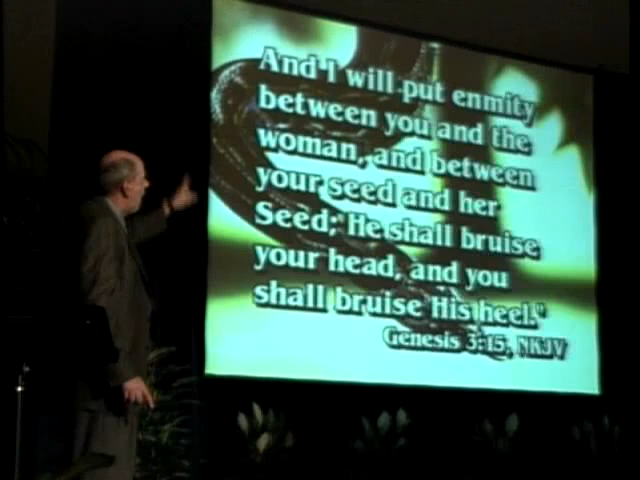 And I will put enmity
between you and the
woman, and between
your seed and her
Seed; He shall bruise
your head, and you
shall bruise His heel."
Genesis 3:15, NKJV